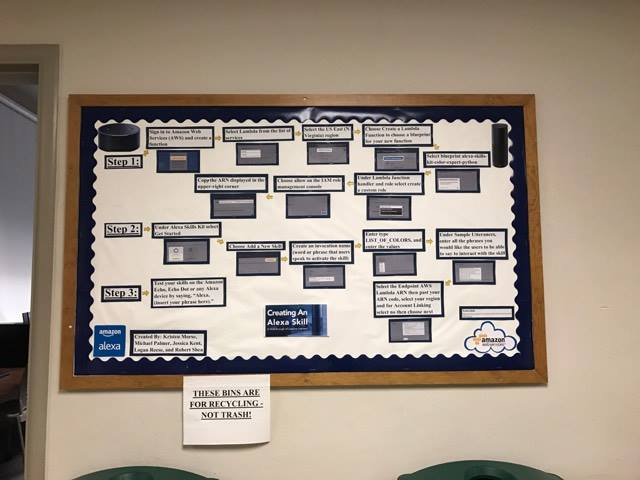 Sign in to Amazon Web
Services (AWS) and create a
function
Select Lambda from the list of
services
Select the US East (N.
Virginia) region
Choose Create a Lambda
Function to choose a blueprint
for your new function
Step 1:
Select blueprint alexa-skills-
kit-color-expert-python
Under Lambda function
handler and role select create
a custom role
Choose allow on the IAM role
management console
Copy the ARN displayed in the
upper-right corner
Step 2:
Under Alexa Skills Kit select
Get Started
Choose Add a New Skill
Create an invocation name
(word or phrase that users
speak to activate the skill)
Enter type
LIST_OF_COLORS, and
enter the values
Under Sample Utterances,
enter all the phrases you
would like the users to be able
to say to interact with the skill
Select the Endpoint AWS
Lambda ARN then past your
ARN code, select your region
and for Account Linking
select no then choose next
Step 3:
Test your skills on the Amazon
Echo, Echo Dot or any Alexa
device by saying, "Alexa,
(insert your phrase here)."
Creating An
Alexa Skill
amazon
alexa
Created By: Kristen Morse,
Michael Palmer, Jessica Kent,
Logan Reese, and Robert Shea
amazon
web services
THESE BINS ARE
FOR RECYCLING -
NOT TRASH!